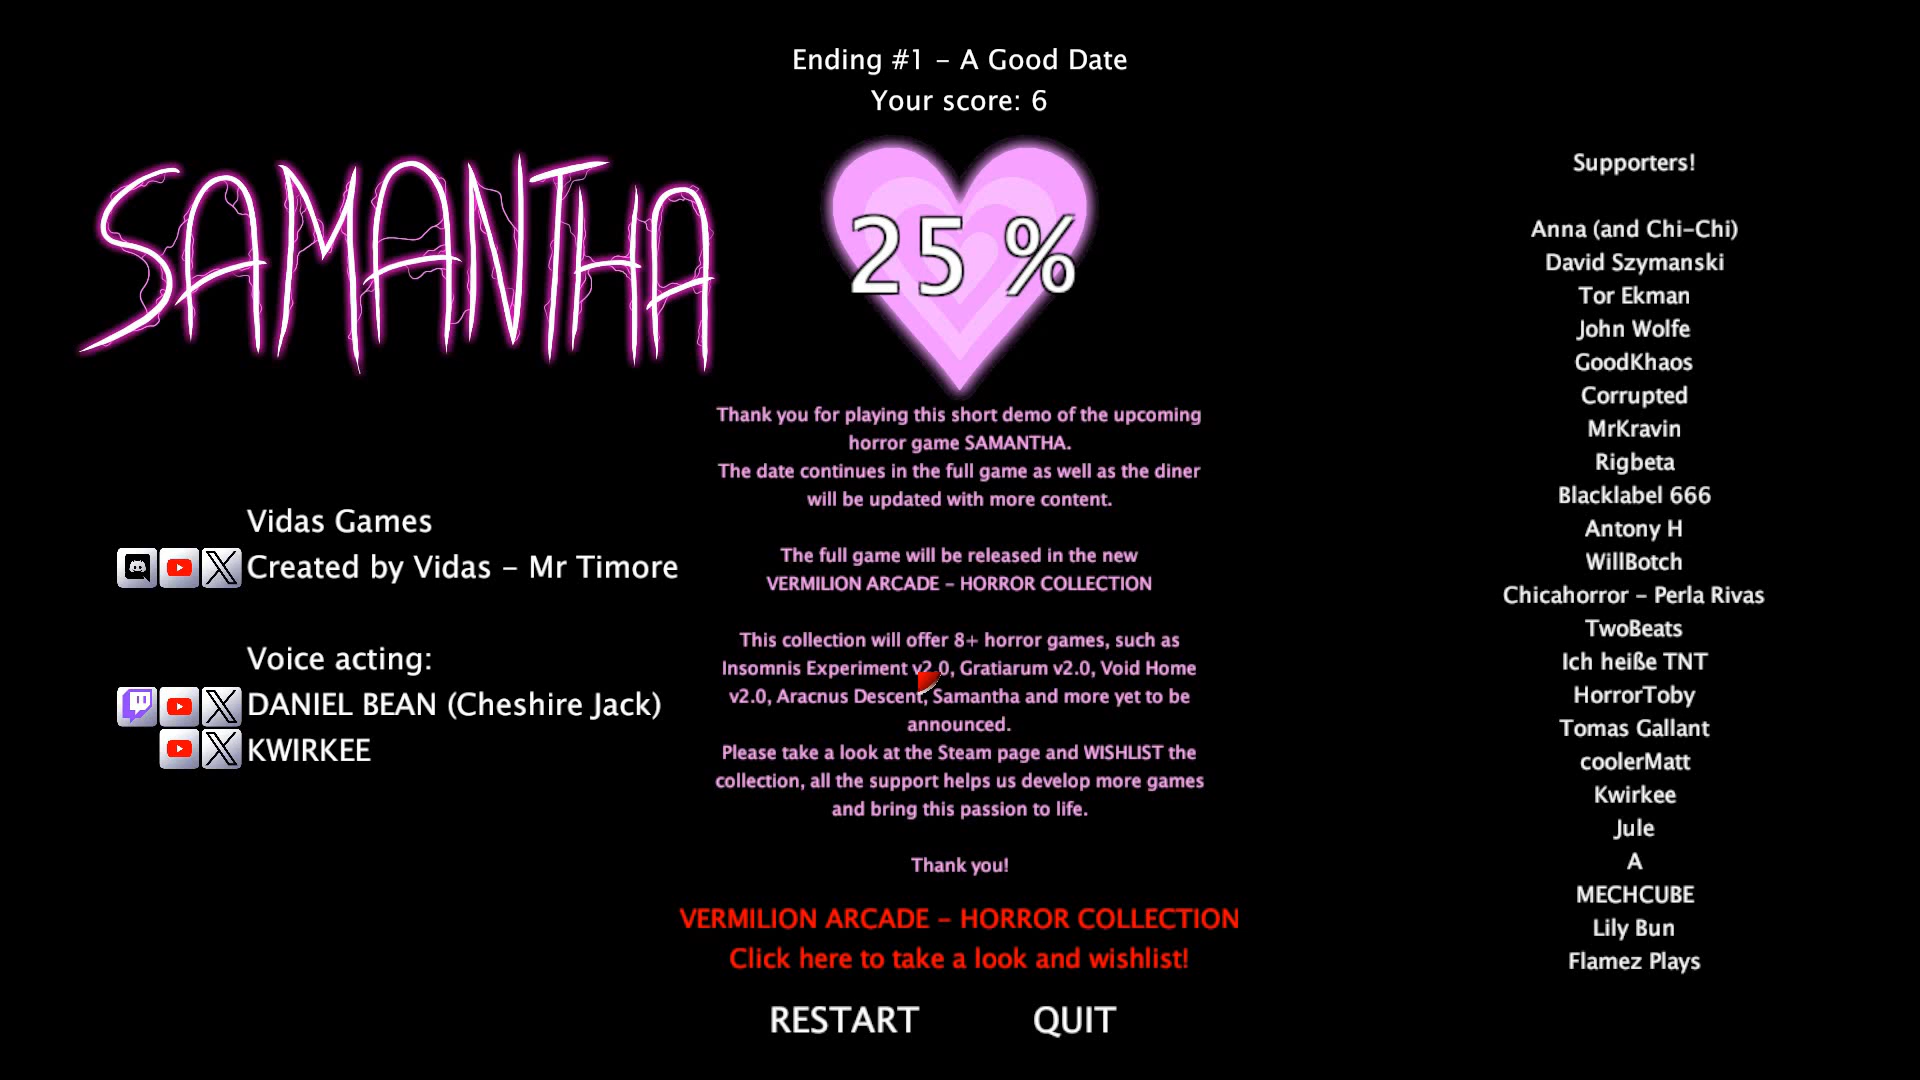 Ending #1 - A Good Date
Your score: 6
SAMANTHA
25 %
Thank you for playing this short demo of the upcoming
horror game SAMANTHA.
The date continues in the full game as well as the diner
will be updated with more content.
The full game will be released in the new
VERMILION ARCADE - HORROR COLLECTION
This collection will offer 8+ horror games, such as
Insomnis Experiment v2.0, Gratiarum v2.0, Void Home
v2.0, Aracnus Descent, Samantha and more yet to be
announced.
Please take a look at the Steam page and WISHLIST the
collection, all the support helps us develop more games
and bring this passion to life.
Thank you!
VERMILION ARCADE - HORROR COLLECTION
Click here to take a look and wishlist!
RESTART
QUIT
Vidas Games
Created by Vidas - Mr Timore
Voice acting:
DANIEL BEAN (Cheshire Jack)
KWIRKEE
Supporters!
Anna (and Chi-Chi)
David Szymanski
Tor Ekman
John Wolfe
GoodKhaos
Corrupted
MrKravin
Rigbeta
Blacklabel 666
Antony H
WillBotch
Chicahorror - Perla Rivas
TwoBeats
Ich heiße TNT
HorrorToby
Tomas Gallant
coolerMatt
Kwirkee
Jule
A
MECHCUBE
Lily Bun
Flamez Plays